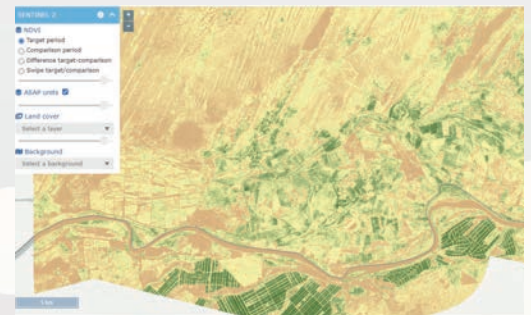 SENTINEL-2
NDVI
Target period
Comparison period
Difference target-comparison
Swipe target/comparison
ASAP units
Land cover
Select a layer
Background
Select a background